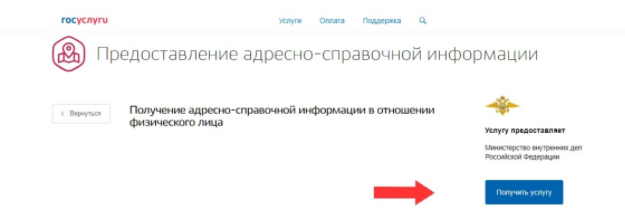 госуслуги Услуги Оплата Поддержка
Предоставление адресно-справочной информации
Вернуться
Получение адресно-справочной информации в отношении
физического лица
Услугу предоставляет
Министерство внутренних дел
Российской Федерации
Получить услугу